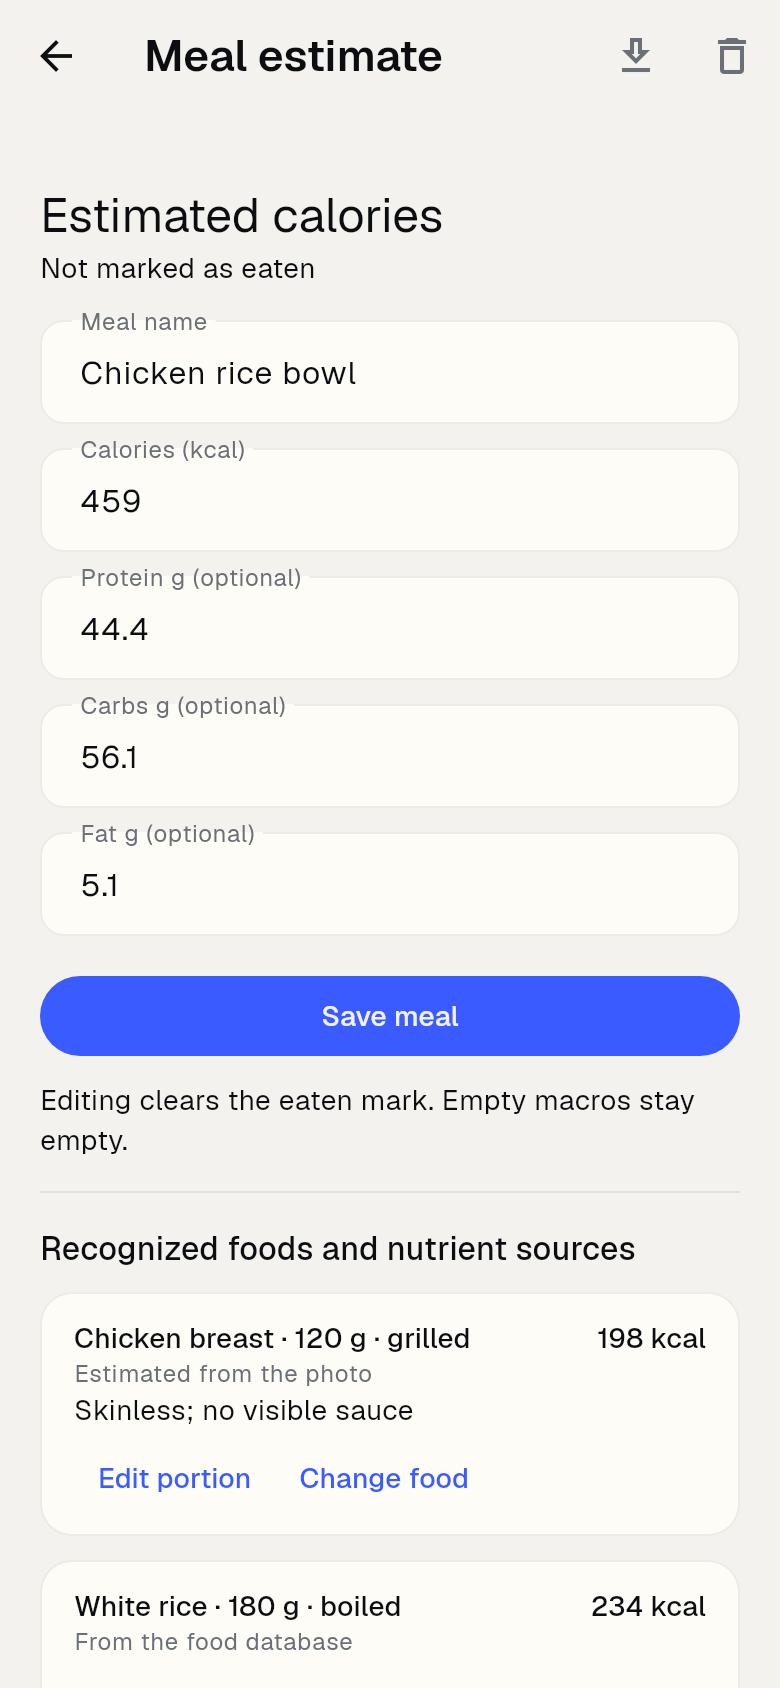 Meal estimate
Estimated calories
Not marked as eaten
Meal name
Chicken rice bowl
Calories (kcal)
459
Protein g (optional)
44.4
Carbs g (optional)
56.1
Fat g (optional)
5.1
Save meal
Editing clears the eaten mark. Empty macros stay
empty.
Recognized foods and nutrient sources
Chicken breast · 120 g · grilled 198 kcal
Estimated from the photo
Skinless; no visible sauce
Edit portion Change food
White rice · 180 g · boiled 234 kcal
From the food database